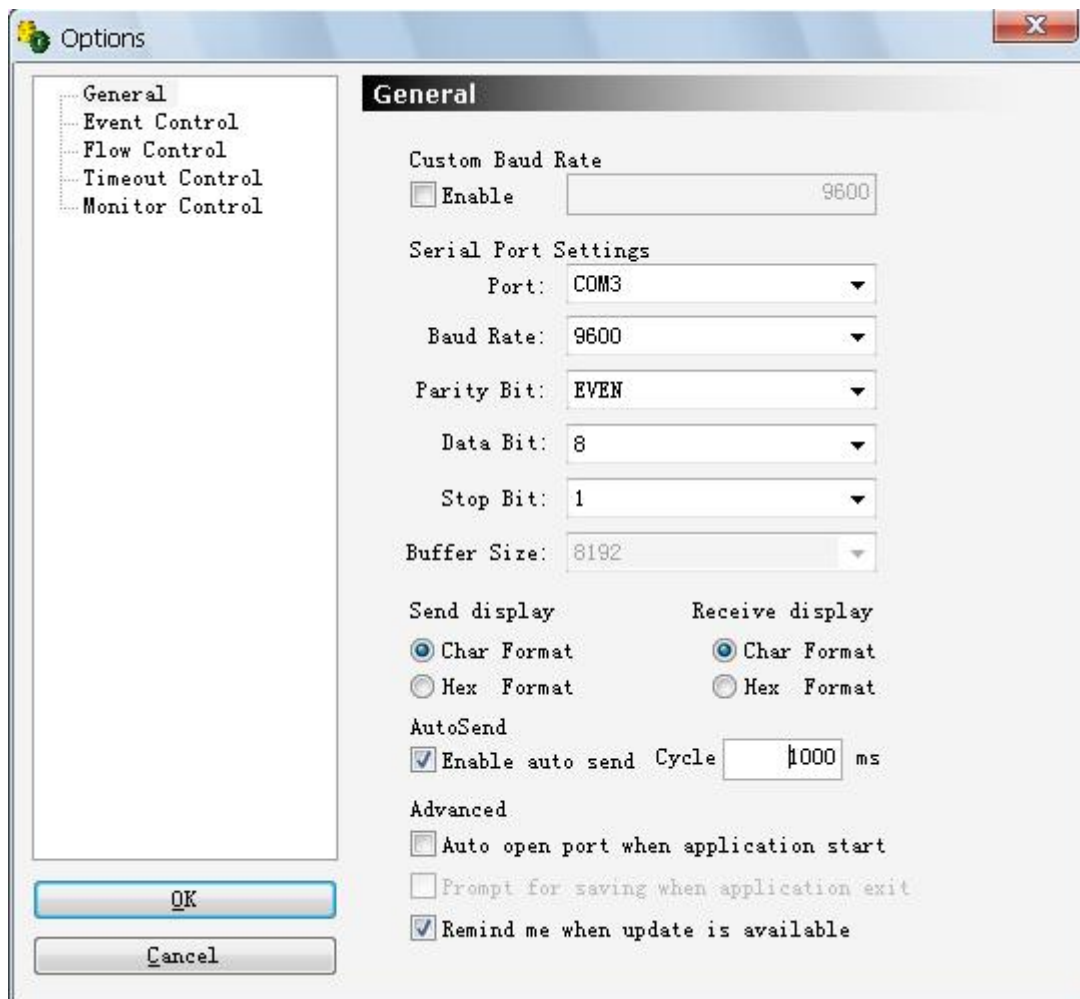 Options
General
Event Control
Flow Control
Timeout Control
Monitor Control
OK
Cancel
General
Custom Baud Rate
Enable 9600
Serial Port Settings
Port: COM3
Baud Rate: 9600
Parity Bit: EVEN
Data Bit: 8
Stop Bit: 1
Buffer Size: 8192
Send display Receive display
Char Format Char Format
Hex Format Hex Format
AutoSend
Enable auto send Cycle 1000 ms
Advanced
Auto open port when application start
Prompt for saving when application exit
Remind me when update is available